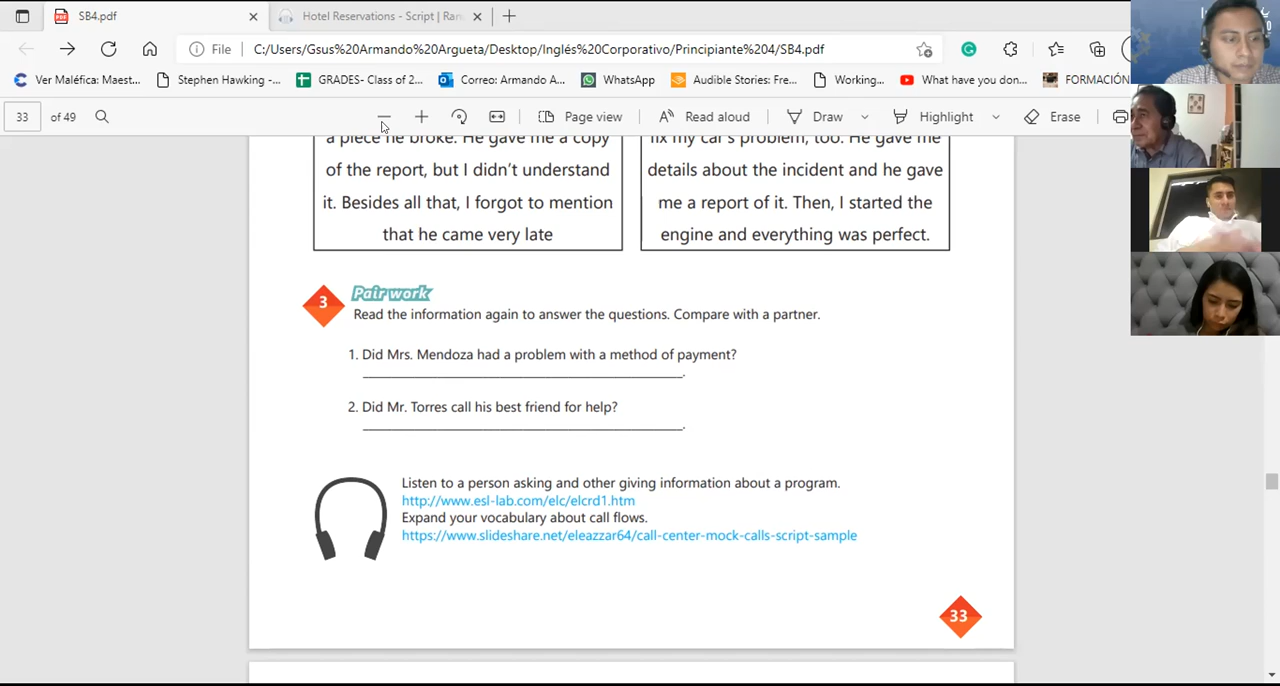 SB4.pdf
Hotel Reservations - Script | Ran
File
C:/Users/Gsus%20Armando%20Argueta/Desktop/Inglés%20Corporativo/Principiante%204/SB4.pdf
Ver Maléfica: Maest...
Stephen Hawking -...
GRADES- Class of 2...
Correo: Armando A...
WhatsApp
Audible Stories: Fre...
Working...
What have you don...
FORMACIÓN
33
of 49
Page view
Read aloud
Draw
Highlight
Erase
a piece he broke. He gave me a copy
of the report, but I didn't understand
it. Besides all that, I forgot to mention
that he came very late
fix my car's problem, too. He gave me
details about the incident and he gave
me a report of it. Then, I started the
engine and everything was perfect.
3
Pair work
Read the information again to answer the questions. Compare with a partner.
1. Did Mrs. Mendoza had a problem with a method of payment?
2. Did Mr. Torres call his best friend for help?
Listen to a person asking and other giving information about a program.
http://www.esl-lab.com/elc/elcrd1.htm
Expand your vocabulary about call flows.
https://www.slideshare.net/eleazzar64/call-center-mock-calls-script-sample
33